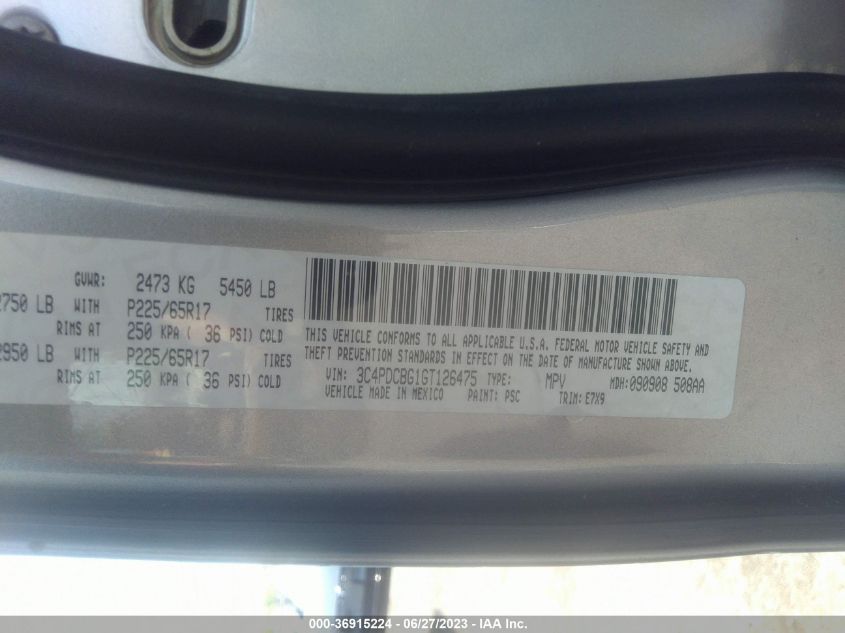 GVWR: 2473 KG 5450 LB
2750 LB WITH P225/65R17 TIRES
RIMS AT 250 KPA ( 36 PSI) COLD
2950 LB WITH P225/65R17 TIRES
RIMS AT 250 KPA ( 36 PSI) COLD
THIS VEHICLE CONFORMS TO ALL APPLICABLE U.S.A. FEDERAL MOTOR VEHICLE SAFETY AND
THEFT PREVENTION STANDARDS IN EFFECT ON THE DATE OF MANUFACTURE SHOWN ABOVE.
VIN: 3C4PDCBG1GT126475 TYPE: MPV MDH: 090908 508AA
VEHICLE MADE IN MEXICO PAINT: PSC TRIM: E7X9
000-36915224 - 06/27/2023 - IAA Inc.